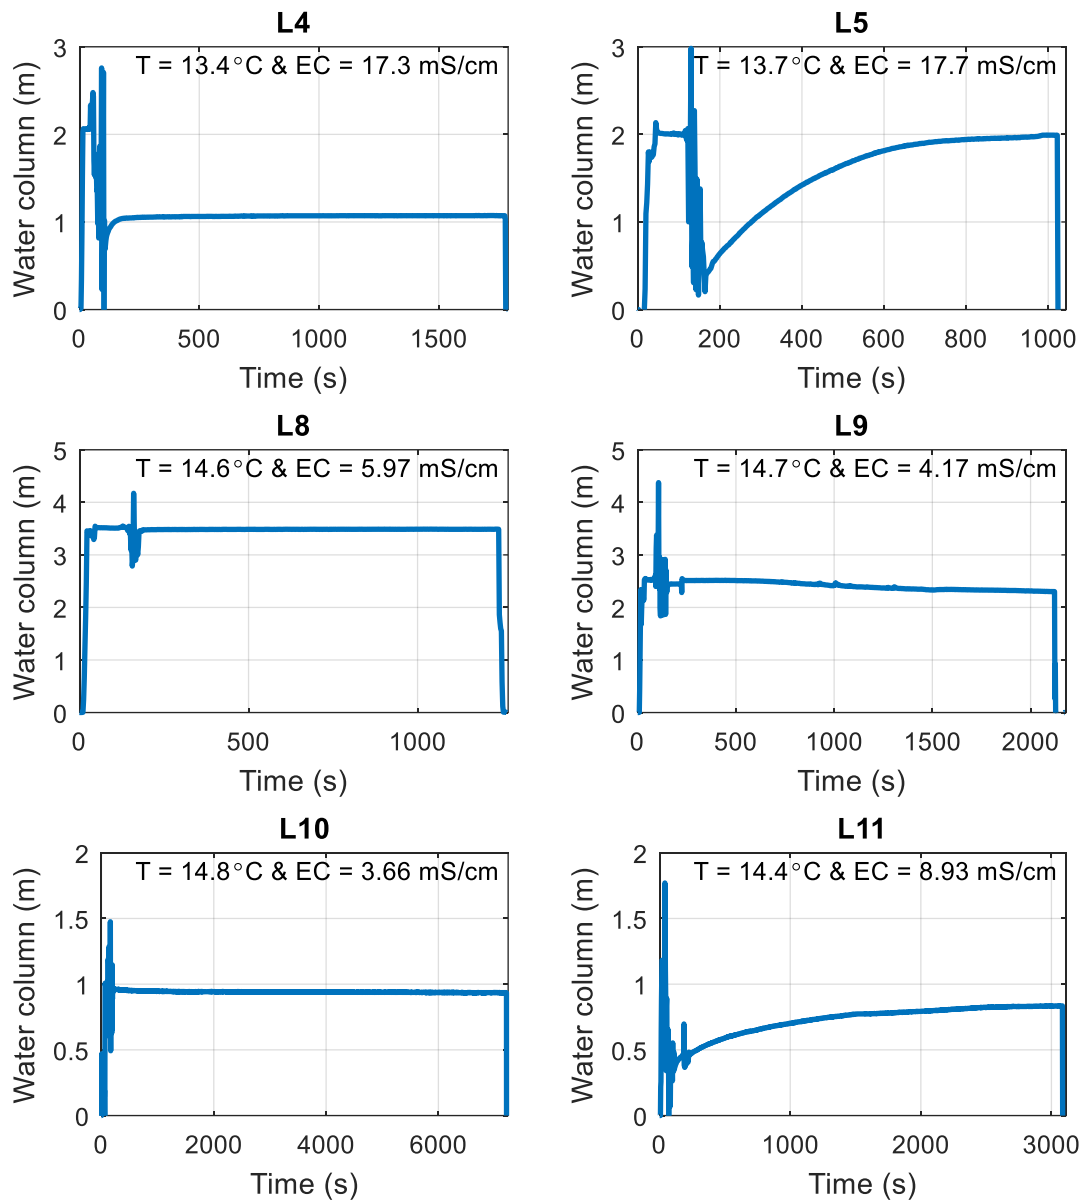 L4
T = 13.4°C & EC = 17.3 mS/cm
Water column (m)
3
2
1
0
0 500 1000 1500
Time (s)
L5
T = 13.7°C & EC = 17.7 mS/cm
Water column (m)
3
2
1
0
0 200 400 600 800 1000
Time (s)
L8
T = 14.6°C & EC = 5.97 mS/cm
Water column (m)
5
4
3
2
1
0
0 500 1000
Time (s)
L9
T = 14.7°C & EC = 4.17 mS/cm
Water column (m)
5
4
3
2
1
0
0 500 1000 1500 2000
Time (s)
L10
T = 14.8°C & EC = 3.66 mS/cm
Water column (m)
2
1.5
1
0.5
0
0 2000 4000 6000
Time (s)
L11
T = 14.4°C & EC = 8.93 mS/cm
Water column (m)
2
1.5
1
0.5
0
0 1000 2000 3000
Time (s)